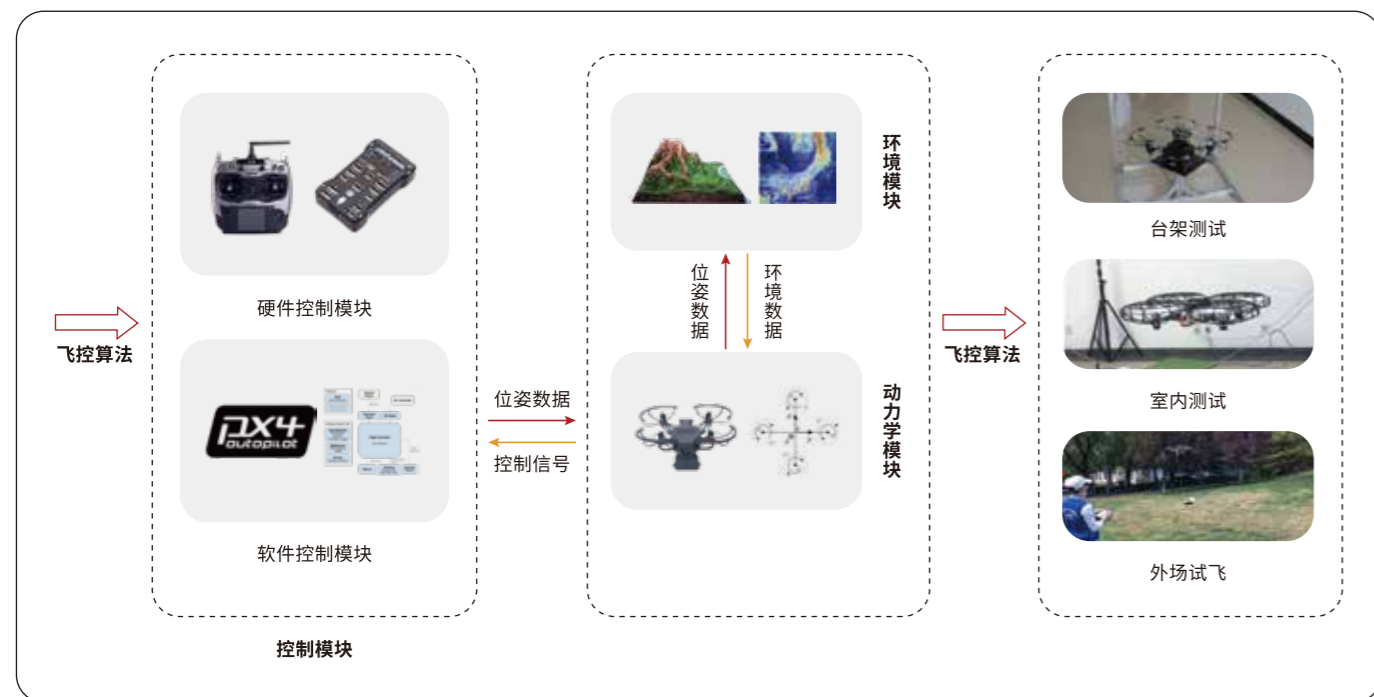 飞控算法
硬件控制模块
px4
autopilot
软件控制模块
控制模块
位姿数据
控制信号
环境模块
位姿数据
环境数据
动力学模块
飞控算法
台架测试
室内测试
外场试飞